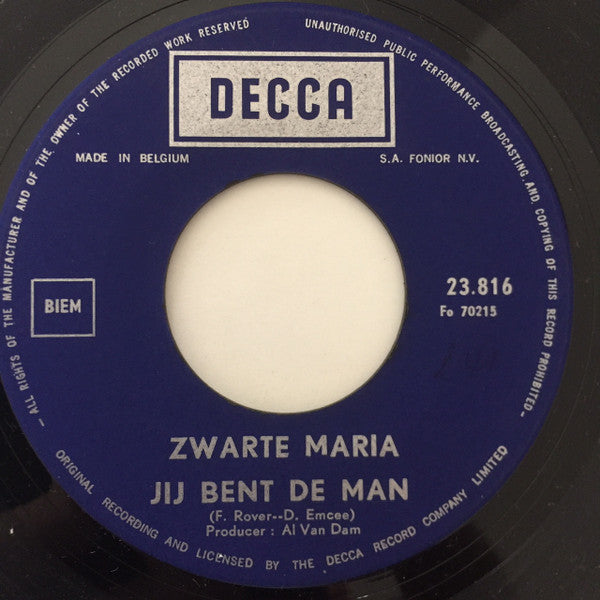 - ALL RIGHTS OF THE MANUFACTURER AND OF THE OWNER OF THE RECORDED WORK RESERVED
UNAUTHORISED PUBLIC PERFORMANCE BROADCASTING AND COPYING OF THIS RECORD PROHIBITED-
DECCA
MADE IN BELGIUM
S.A. FONIOR N.V.
BIEM
23.816
Fo 70215
ZWARTE MARIA
JIJ BENT DE MAN
(F. Rover--D. Emcee)
Producer : Al Van Dam
ORIGINAL RECORDING AND LICENSED BY THE DECCA RECORD COMPANY LIMITED